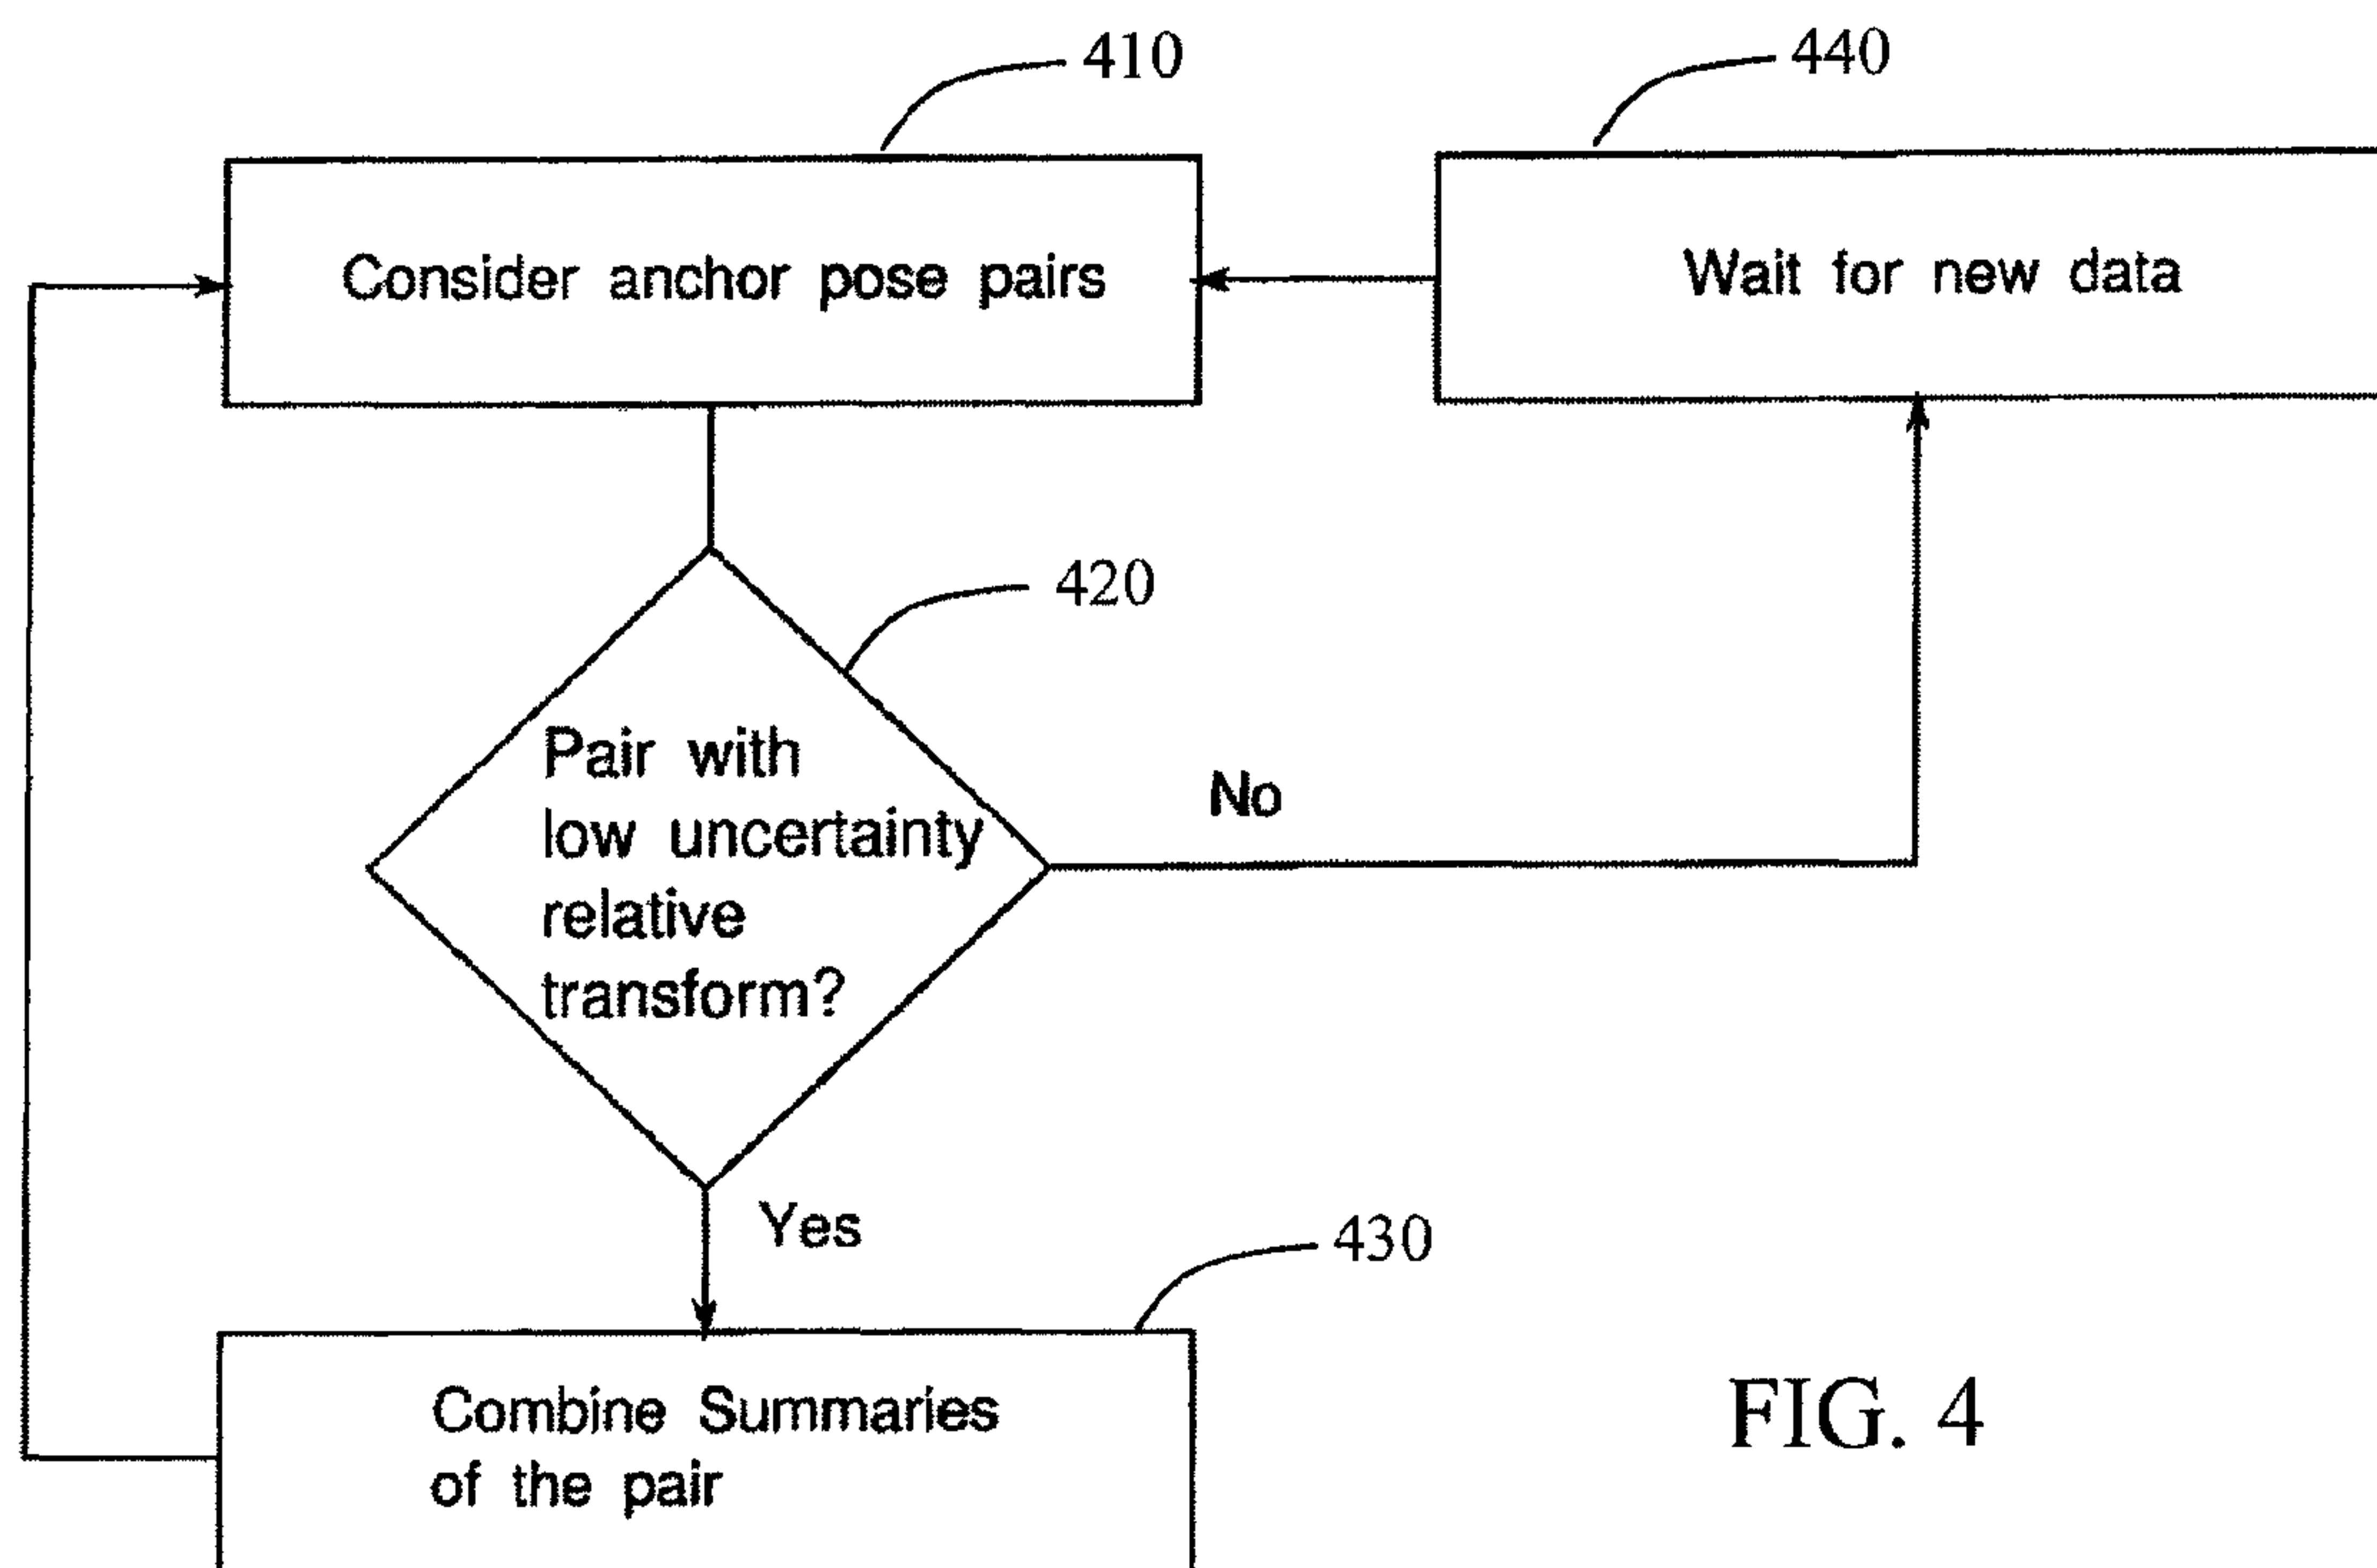 410
440
Consider anchor pose pairs
Wait for new data
420
Pair with
low uncertainty
relative
transform?
No
Yes
430
Combine Summaries
of the pair
FIG. 4